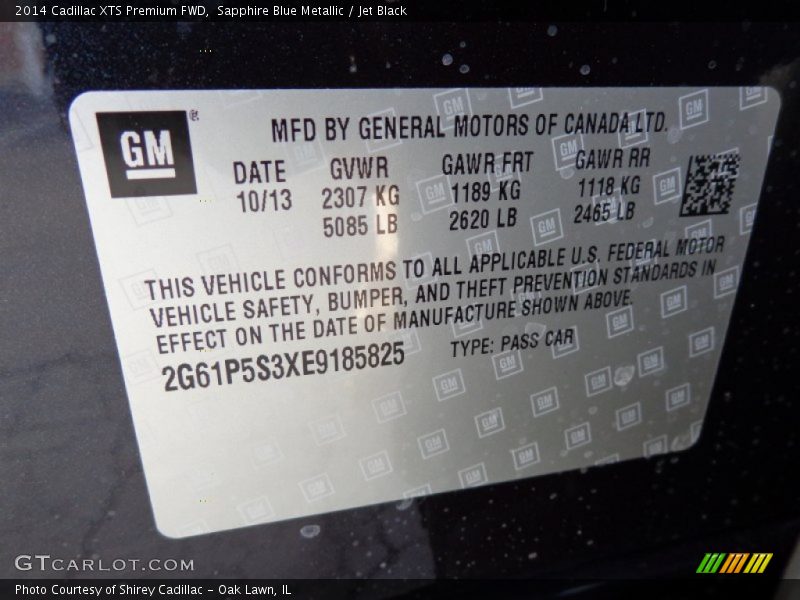 2014 Cadillac XTS Premium FWD, Sapphire Blue Metallic / Jet Black
GM ®
MFD BY GENERAL MOTORS OF CANADA LTD.
DATE GVWR GAWR FRT GAWR RR
10/13 2307 KG 1189 KG 1118 KG
5085 LB 2620 LB 2465 LB
THIS VEHICLE CONFORMS TO ALL APPLICABLE U.S. FEDERAL MOTOR
VEHICLE SAFETY, BUMPER, AND THEFT PREVENTION STANDARDS IN
EFFECT ON THE DATE OF MANUFACTURE SHOWN ABOVE.
2G61P5S3XE9185825 TYPE: PASS CAR
GTCARLOT.COM
Photo Courtesy of Shirey Cadillac - Oak Lawn, IL